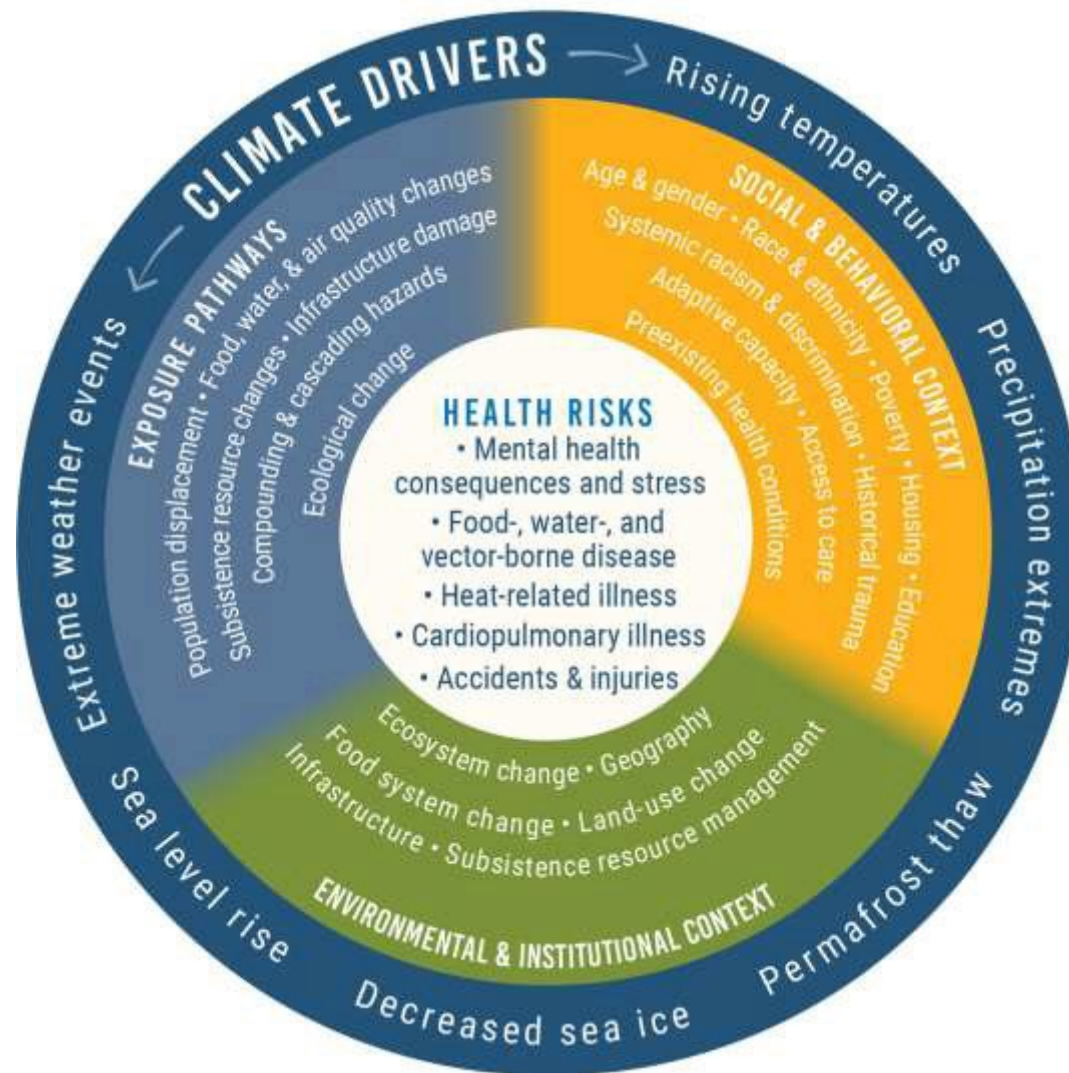 CLIMATE DRIVERS
Rising temperatures
Precipitation extremes
Permafrost thaw
Decreased sea ice
Sea level rise
Extreme weather events
EXPOSURE PATHWAYS
Population displacement • Food, water, & air quality changes
Subsistence resource changes • Infrastructure damage
Compounding & cascading hazards
Ecological change
SOCIAL & BEHAVIORAL CONTEXT
Age & gender • Race & ethnicity • Poverty • Housing • Education
Systemic racism & discrimination • Historical trauma
Adaptive capacity • Access to care
Preexisting health conditions
HEALTH RISKS
• Mental health
consequences and stress
• Food-, water-, and
vector-borne disease
• Heat-related illness
• Cardiopulmonary illness
• Accidents & injuries
Ecosystem change • Geography
Food system change • Land-use change
Infrastructure • Subsistence resource management
ENVIRONMENTAL & INSTITUTIONAL CONTEXT